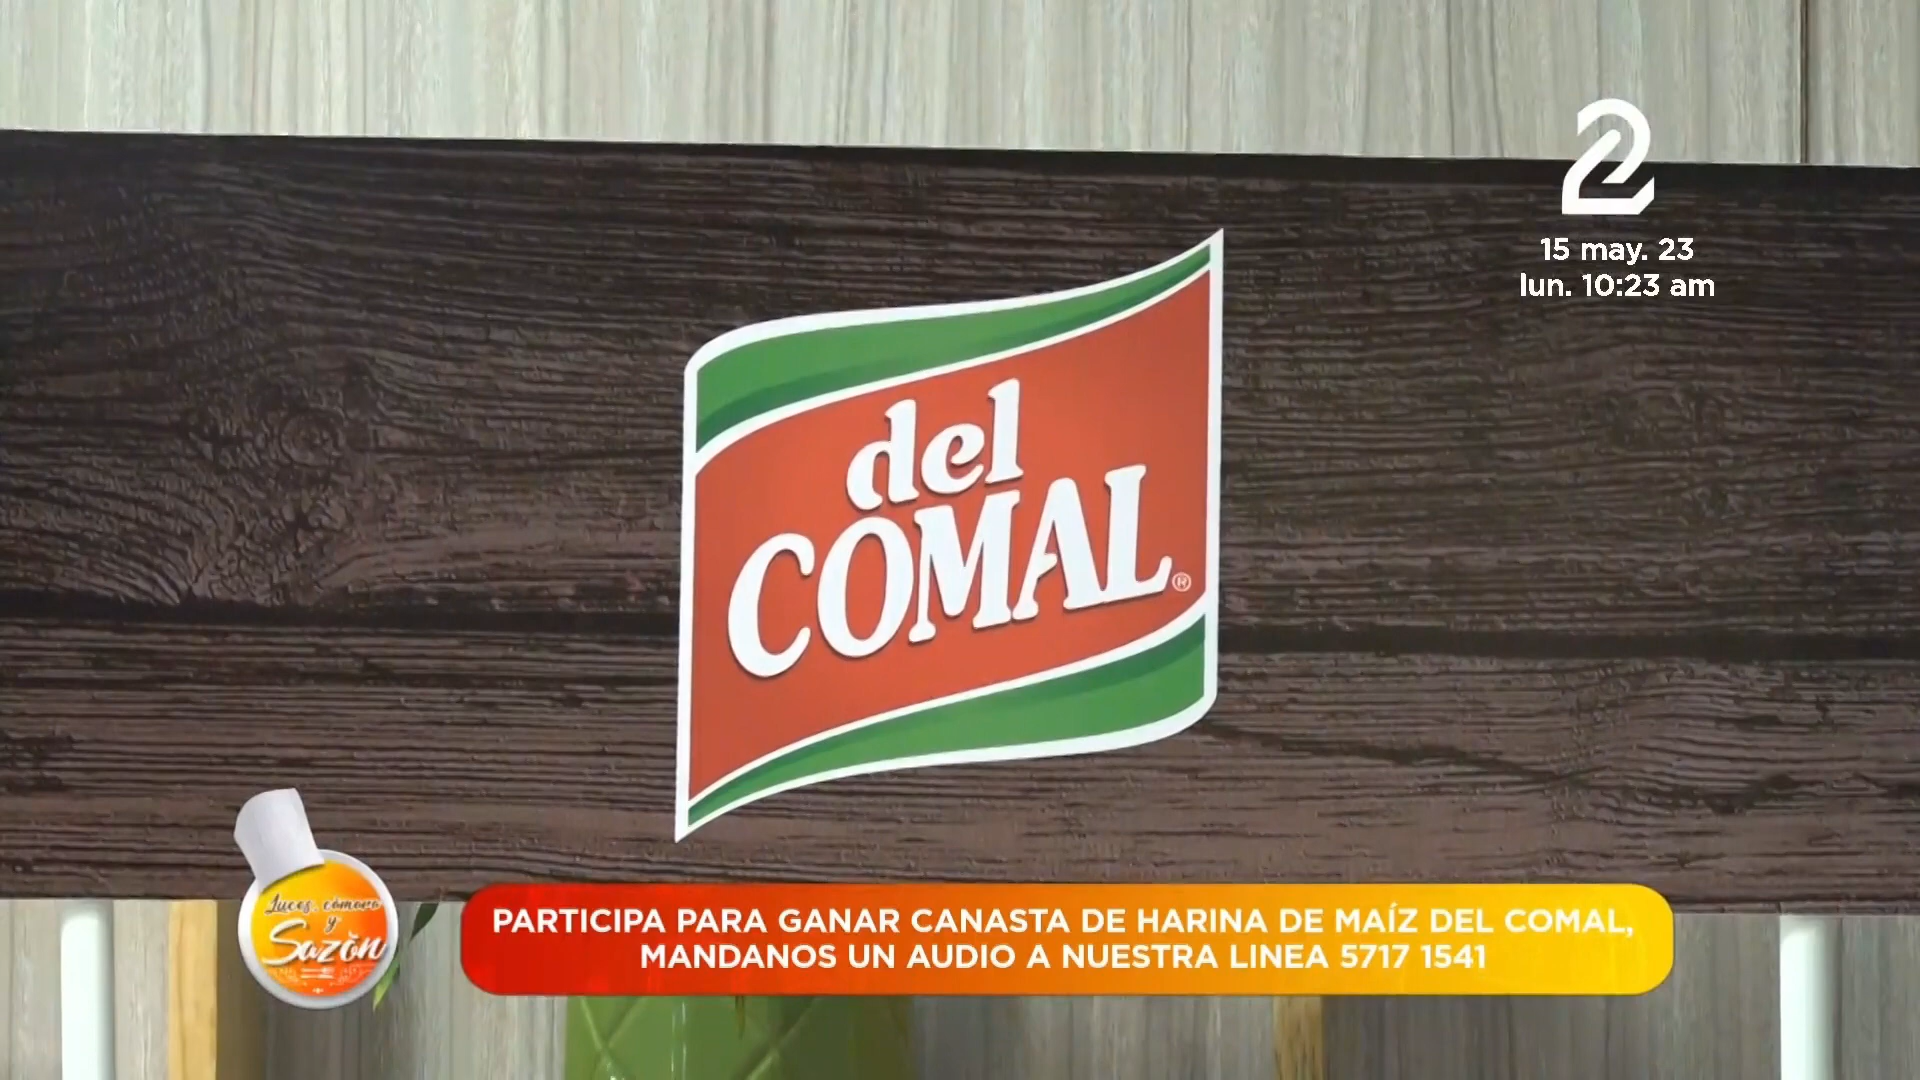 2
15 may. 23
lun. 10:23 am
del
COMAL®
Luces, cámara
y
Sazòn
PARTICIPA PARA GANAR CANASTA DE HARINA DE MAÍZ DEL COMAL,
MANDANOS UN AUDIO A NUESTRA LINEA 5717 1541